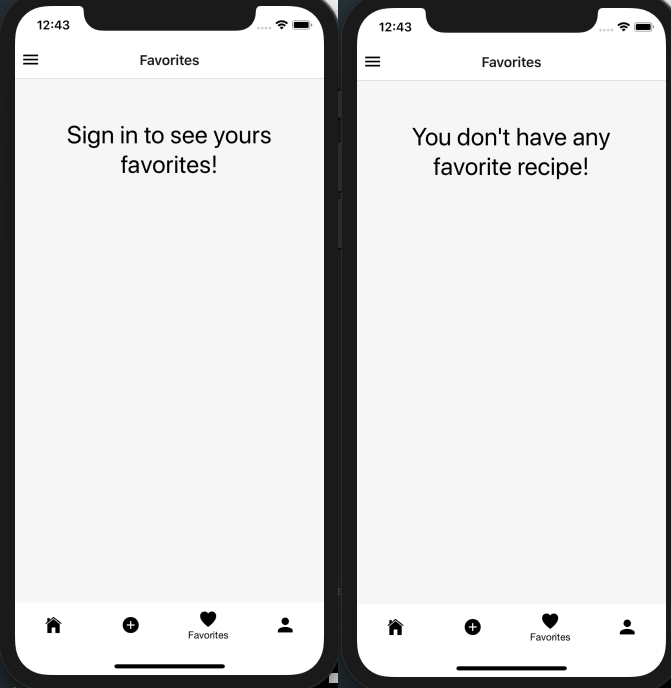 12:43
Favorites
Sign in to see yours
favorites!
Favorites
12:43
Favorites
You don't have any
favorite recipe!
Favorites